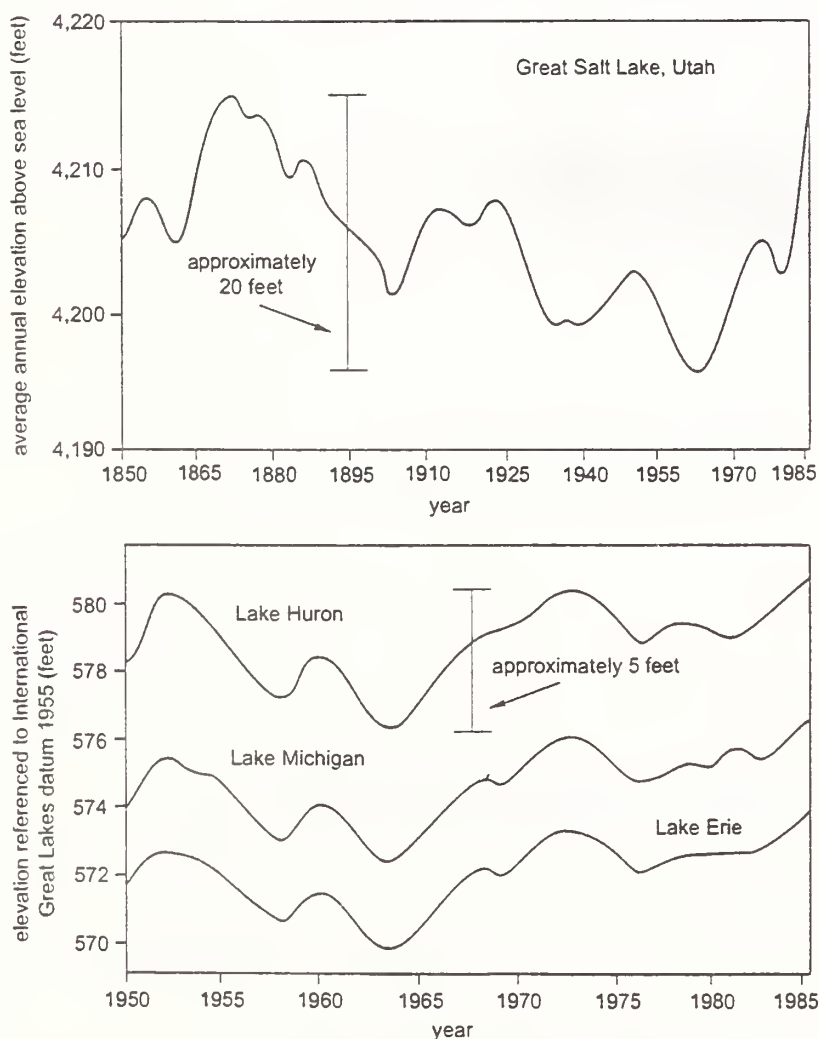 average annual elevation above sea level (feet)
4,220
4,210
4,200
4,190
Great Salt Lake, Utah
approximately
20 feet
1850 1865 1880 1895 1910 1925 1940 1955 1970 1985
year
elevation referenced to International
Great Lakes datum 1955 (feet)
580
578
576
574
572
570
Lake Huron
approximately 5 feet
Lake Michigan
Lake Erie
1950 1955 1960 1965 1970 1975 1980 1985
year